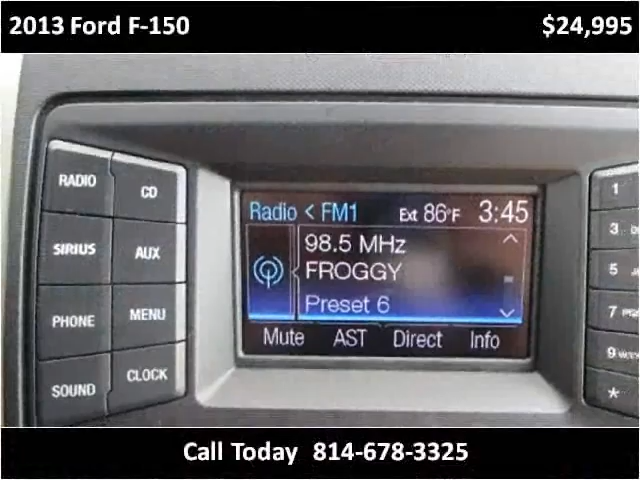 2013 Ford F-150 $24,995
RADIO CD
SIRIUS AUX
PHONE MENU
SOUND CLOCK
Radio < FM1 Ext 86°F 3:45
98.5 MHz
FROGGY
Preset 6
Mute AST Direct Info
1
3
5
7
9
*
Call Today 814-678-3325